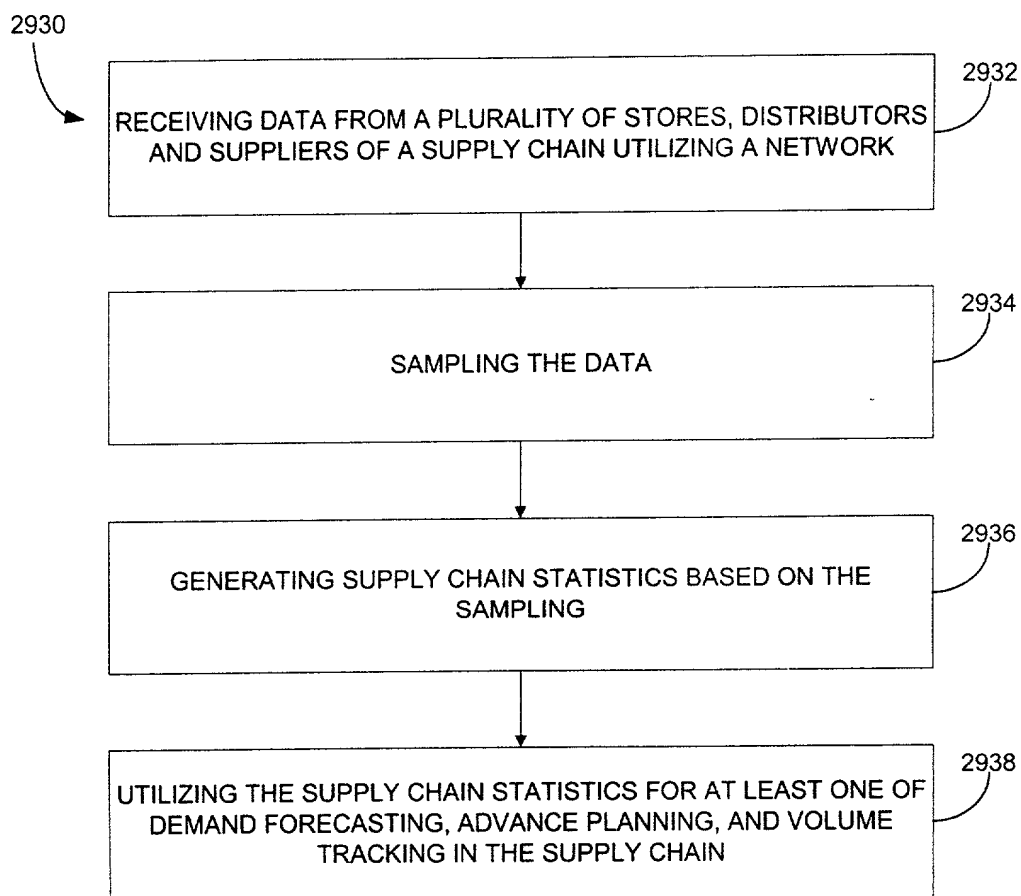 2930
2932
RECEIVING DATA FROM A PLURALITY OF STORES, DISTRIBUTORS
AND SUPPLIERS OF A SUPPLY CHAIN UTILIZING A NETWORK
2934
SAMPLING THE DATA
2936
GENERATING SUPPLY CHAIN STATISTICS BASED ON THE
SAMPLING
2938
UTILIZING THE SUPPLY CHAIN STATISTICS FOR AT LEAST ONE OF
DEMAND FORECASTING, ADVANCE PLANNING, AND VOLUME
TRACKING IN THE SUPPLY CHAIN